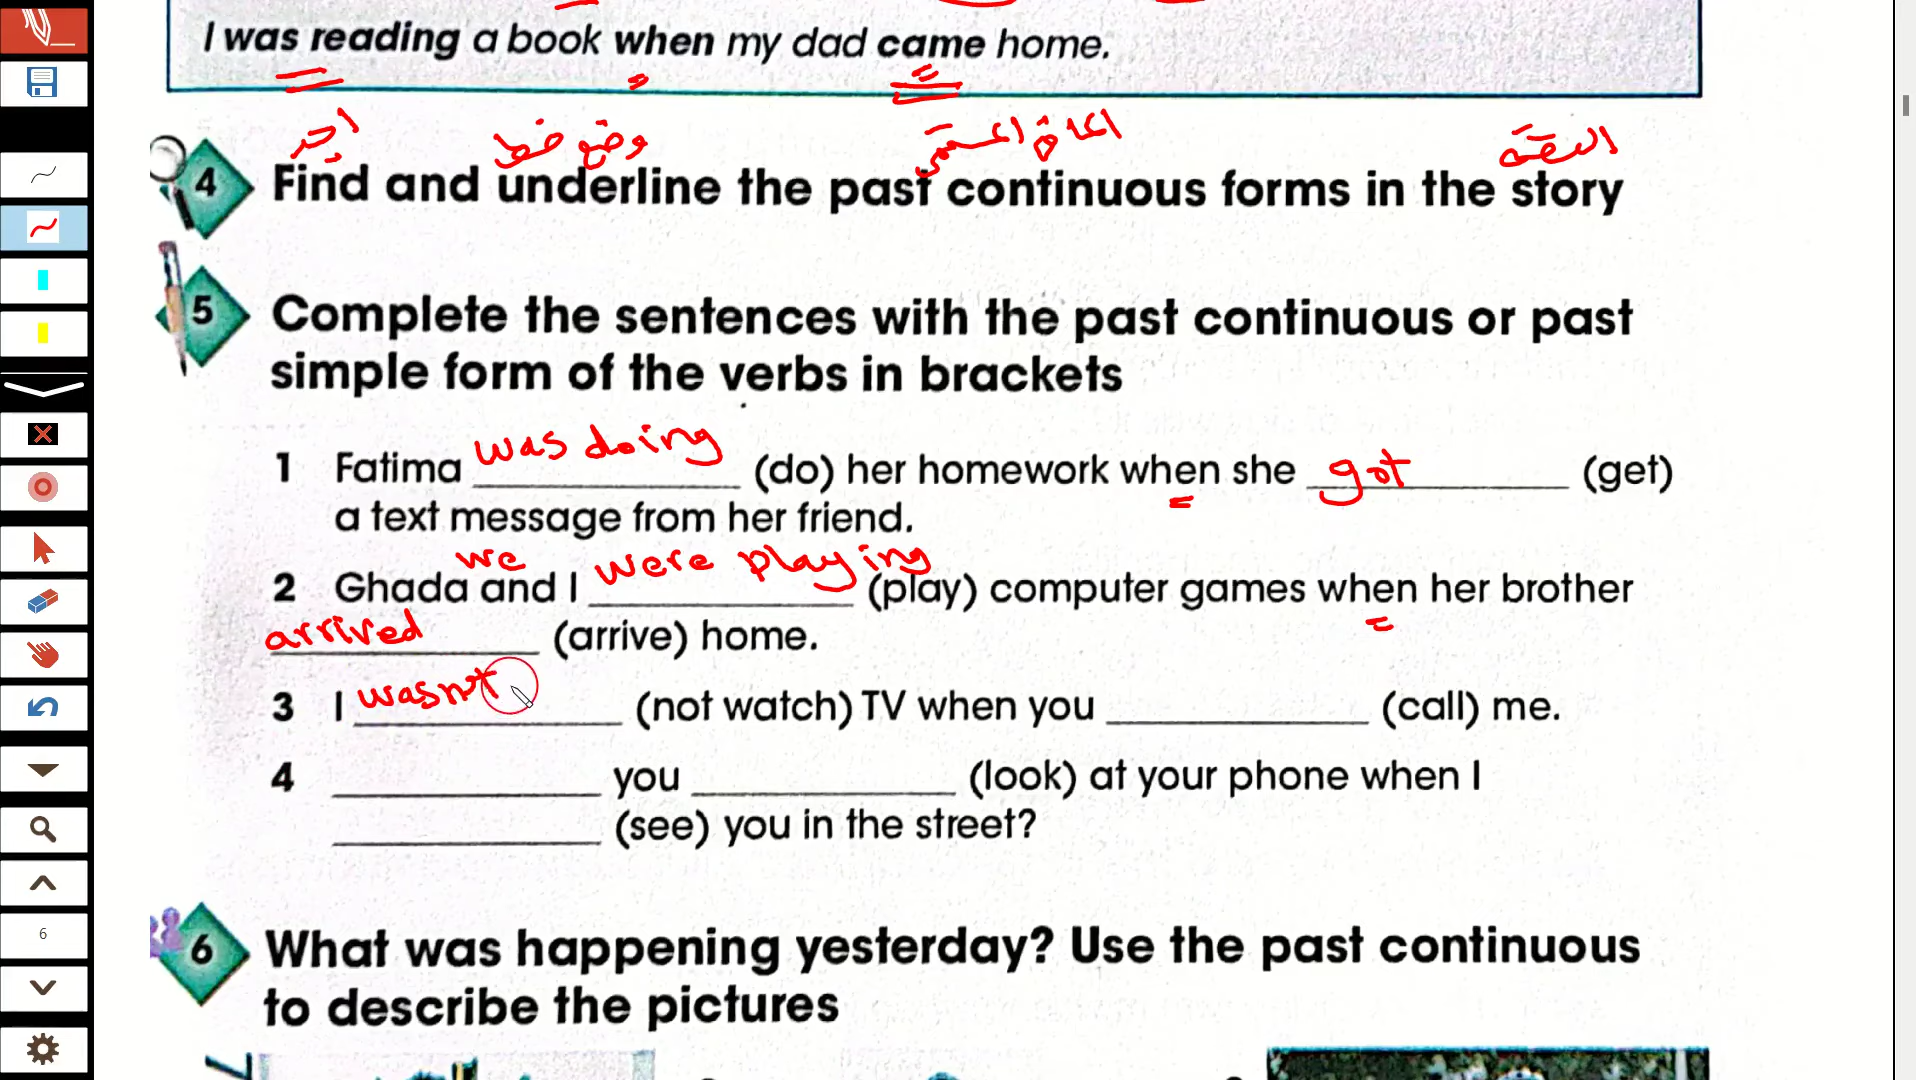 I was reading a book when my dad came home.
وضع خط
القصة
4 Find and underline the past continuous forms in the story
5 Complete the sentences with the past continuous or past
simple form of the verbs in brackets
1 Fatima was doing (do) her homework when she got (get)
a text message from her friend.
we
2 Ghada and I were playing (play) computer games when her brother
arrived (arrive) home.
3 I wasnot (not watch) TV when you ____ (call) me.
4 ____ you ____ (look) at your phone when I
____ (see) you in the street?
6 What was happening yesterday? Use the past continuous
to describe the pictures
6